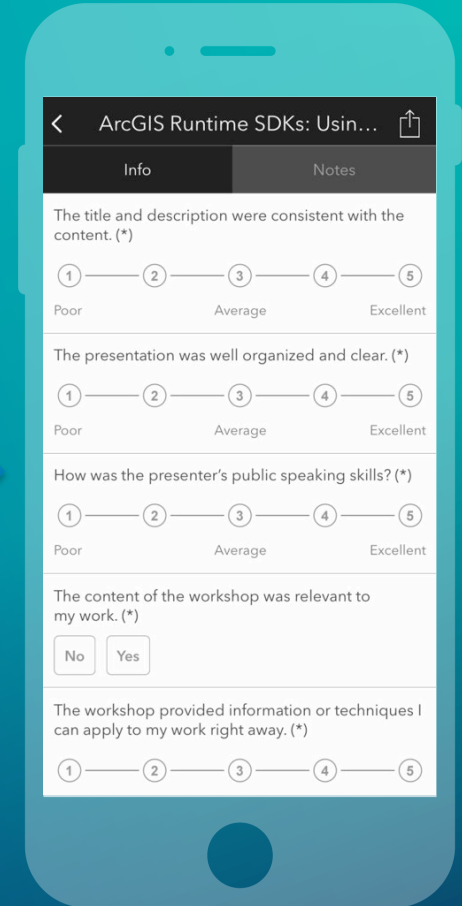 ArcGIS Runtime SDKs: Usin...
Info Notes
The title and description were consistent with the
content. (*)
1 2 3 4 5
Poor Average Excellent
The presentation was well organized and clear. (*)
1 2 3 4 5
Poor Average Excellent
How was the presenter's public speaking skills? (*)
1 2 3 4 5
Poor Average Excellent
The content of the workshop was relevant to
my work. (*)
No Yes
The workshop provided information or techniques I
can apply to my work right away. (*)
1 2 3 4 5